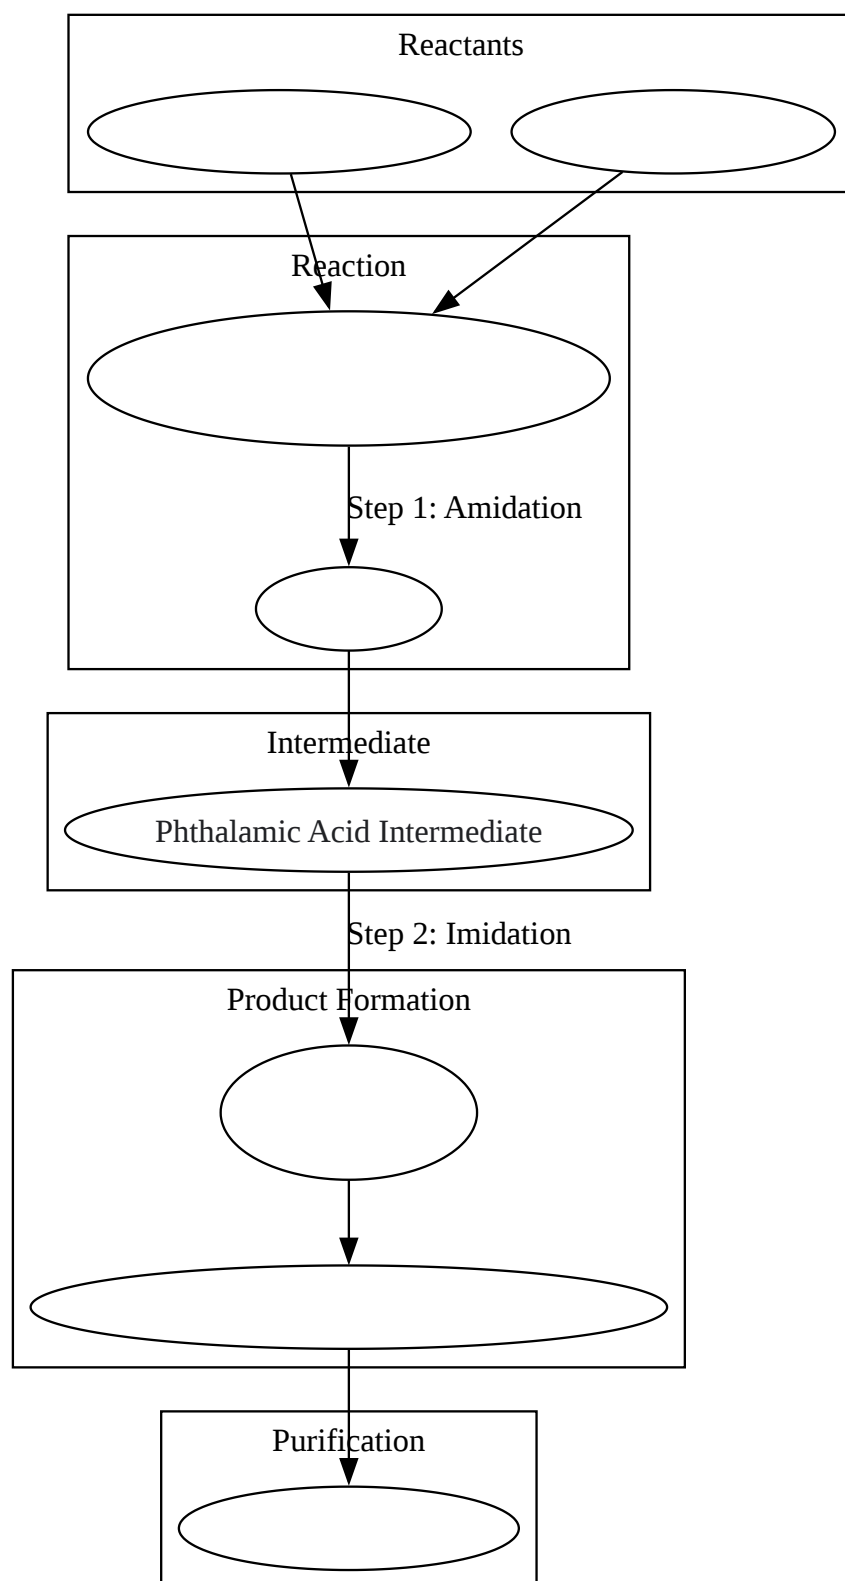 Reactants
Reaction
Step 1: Amidation
Intermediate
Phthalamic Acid Intermediate
Step 2: Imidation
Product Formation
Purification